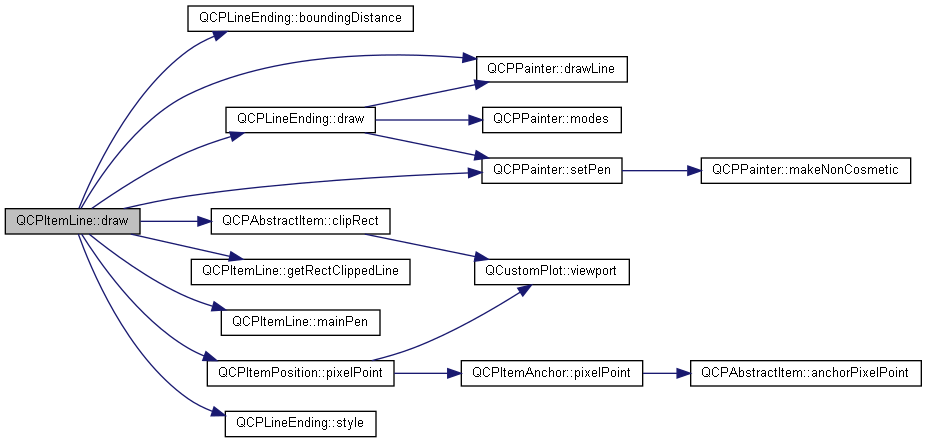 QCPLineEnding::boundingDistance
QCPPainter::drawLine
QCPLineEnding::draw
QCPPainter::modes
QCPPainter::setPen
QCPPainter::makeNonCosmetic
QCPItemLine::draw
QCPAbstractItem::clipRect
QCPItemLine::getRectClippedLine
QCustomPlot::viewport
QCPItemLine::mainPen
QCPItemPosition::pixelPoint
QCPItemAnchor::pixelPoint
QCPAbstractItem::anchorPixelPoint
QCPLineEnding::style